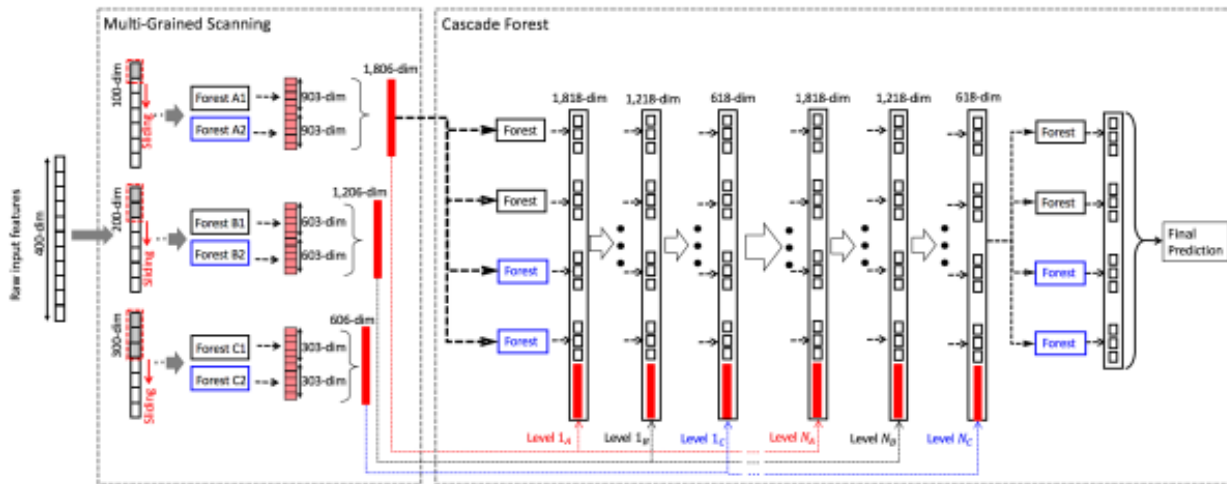 Multi-Grained Scanning
Cascade Forest
Raw input features
400-dim
100-dim
Sliding
Forest A1
Forest A2
903-dim
903-dim
1,806-dim
200-dim
Sliding
Forest B1
Forest B2
603-dim
603-dim
1,206-dim
300-dim
Sliding
Forest C1
Forest C2
303-dim
303-dim
606-dim
1,818-dim 1,218-dim 618-dim 1,818-dim 1,218-dim 618-dim
Forest
Forest
Forest
Forest
Forest
Forest
Forest
Forest
Final
Prediction
Level 1A Level 1B Level 1C Level NA Level NB Level NC